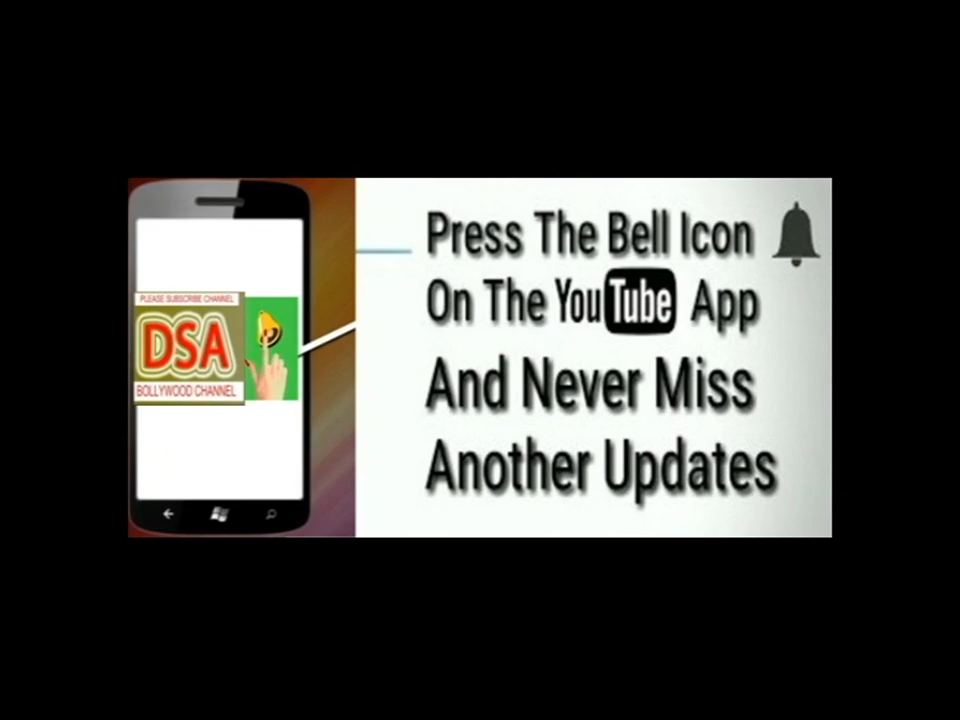 PLEASE SUBSCRIBE CHANNEL
DSA
BOLLYWOOD CHANNEL
Press The Bell Icon
On The YouTube App
And Never Miss
Another Updates